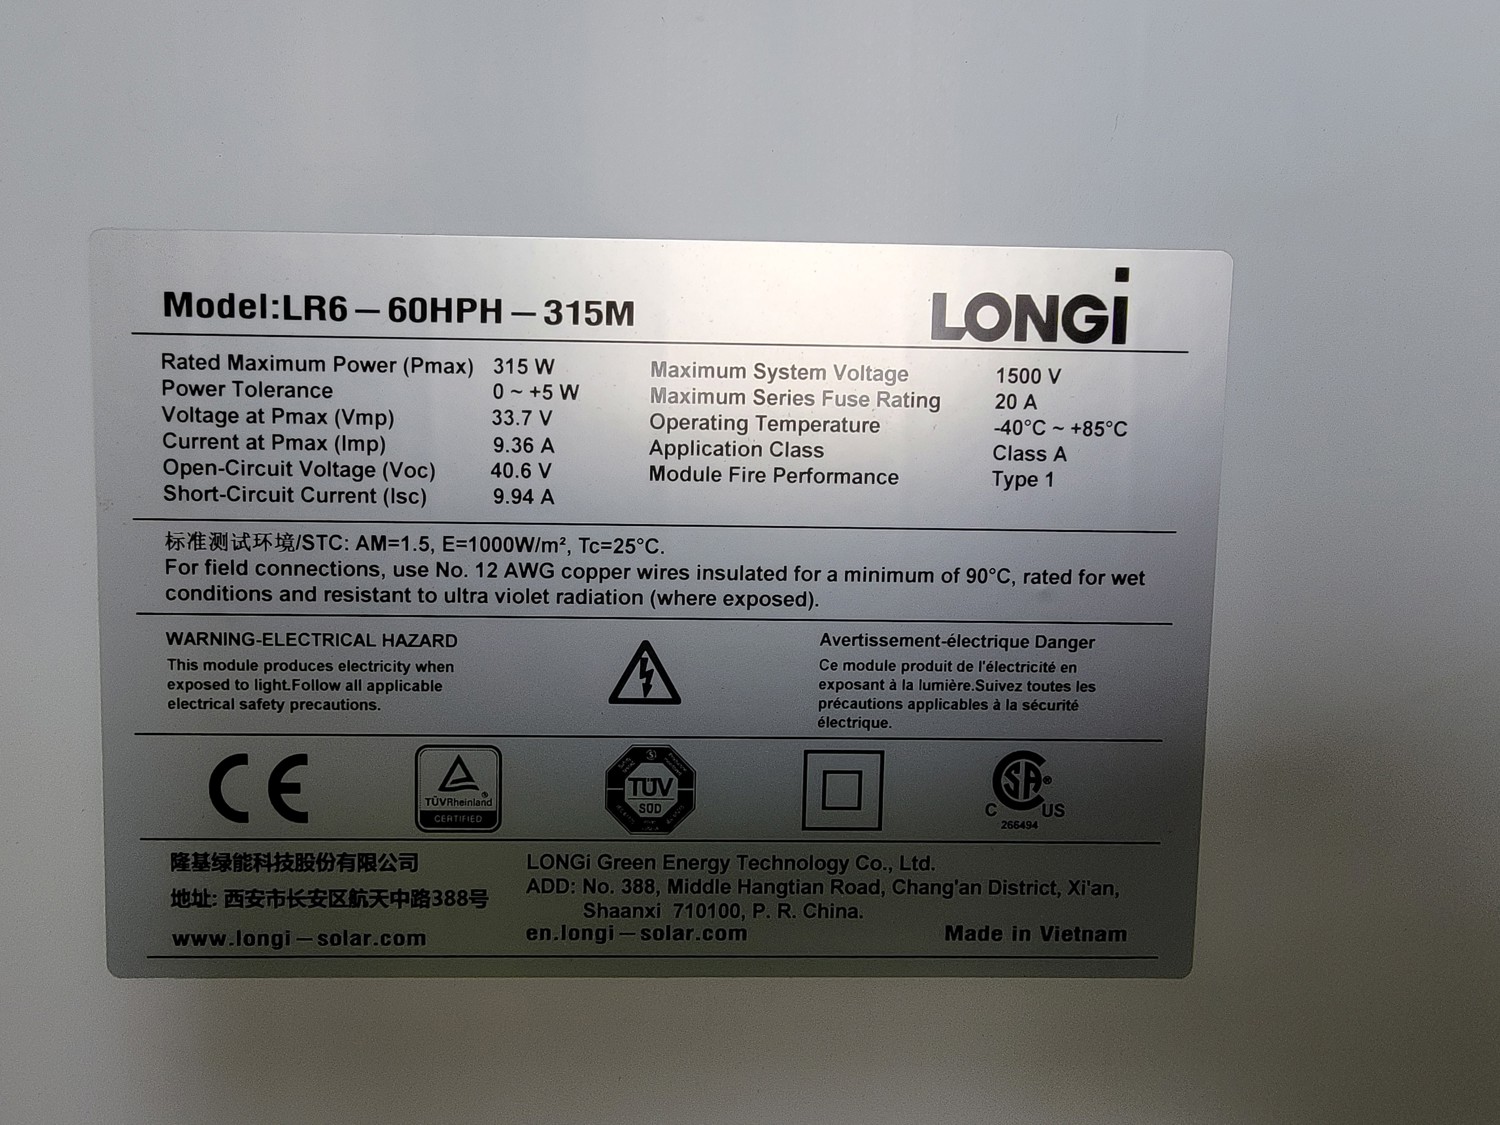 Model:LR6-60HPH-315M
LONGi
Rated Maximum Power (Pmax) 315 W
Power Tolerance 0 ~ +5 W
Voltage at Pmax (Vmp) 33.7 V
Current at Pmax (Imp) 9.36 A
Open-Circuit Voltage (Voc) 40.6 V
Short-Circuit Current (Isc) 9.94 A
Maximum System Voltage 1500 V
Maximum Series Fuse Rating 20 A
Operating Temperature -40°C ~ +85°C
Application Class Class A
Module Fire Performance Type 1
标准测试环境/STC: AM=1.5, E=1000W/m², Tc=25°C.
For field connections, use No. 12 AWG copper wires insulated for a minimum of 90°C, rated for wet
conditions and resistant to ultra violet radiation (where exposed).
WARNING-ELECTRICAL HAZARD
This module produces electricity when
exposed to light.Follow all applicable
electrical safety precautions.
Avertissement-électrique Danger
Ce module produit de l'électricité en
exposant à la lumière.Suivez toutes les
précautions applicables à la sécurité
électrique.
CE
TÜVRheinland
CERTIFIED
TÜV
SÜD
SA
C US
266494
隆基绿能科技股份有限公司
地址: 西安市长安区航天中路388号
www.longi-solar.com
LONGi Green Energy Technology Co., Ltd.
ADD: No. 388, Middle Hangtian Road, Chang'an District, Xi'an,
Shaanxi 710100, P. R. China.
en.longi-solar.com
Made in Vietnam